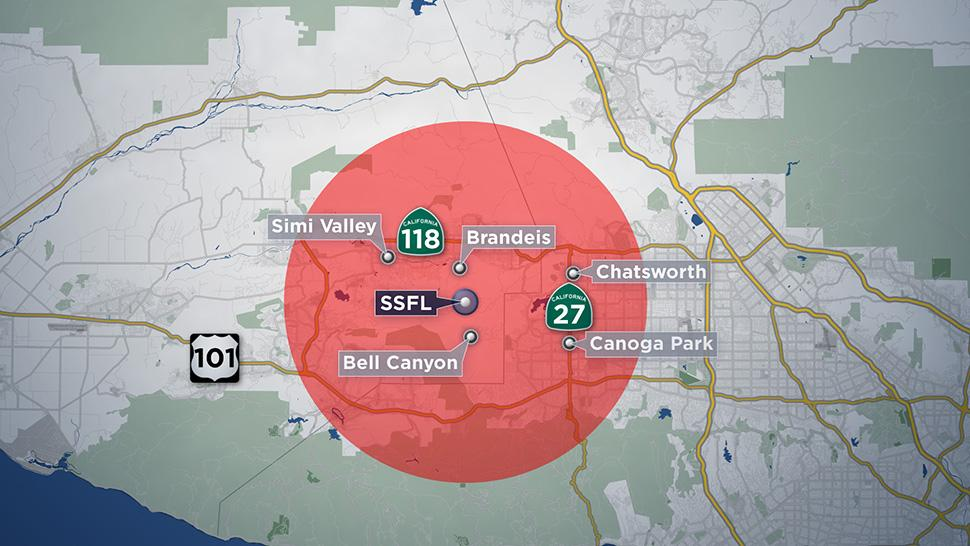 Simi Valley
CALIFORNIA
118
Brandeis
Chatsworth
SSFL
CALIFORNIA
27
Bell Canyon
Canoga Park
101